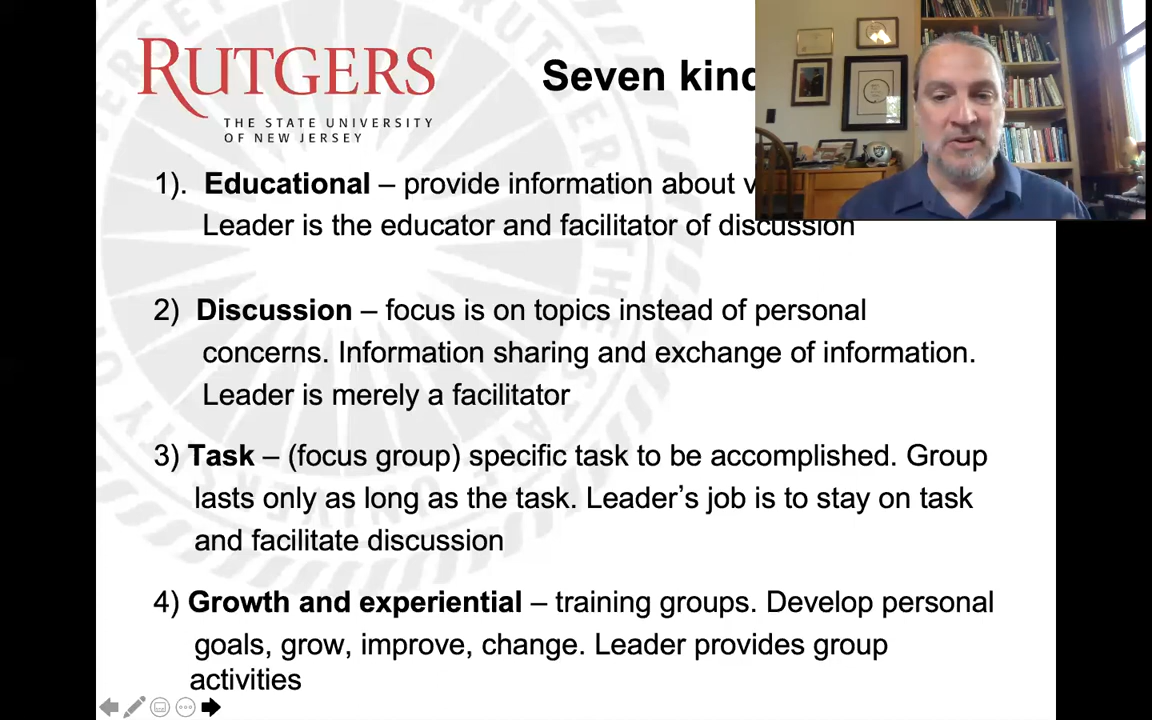 RUTGERS
THE STATE UNIVERSITY
OF NEW JERSEY
Seven kind
1). Educational – provide information about v
Leader is the educator and facilitator of discussion
2) Discussion – focus is on topics instead of personal
concerns. Information sharing and exchange of information.
Leader is merely a facilitator
3) Task – (focus group) specific task to be accomplished. Group
lasts only as long as the task. Leader’s job is to stay on task
and facilitate discussion
4) Growth and experiential – training groups. Develop personal
goals, grow, improve, change. Leader provides group
activities